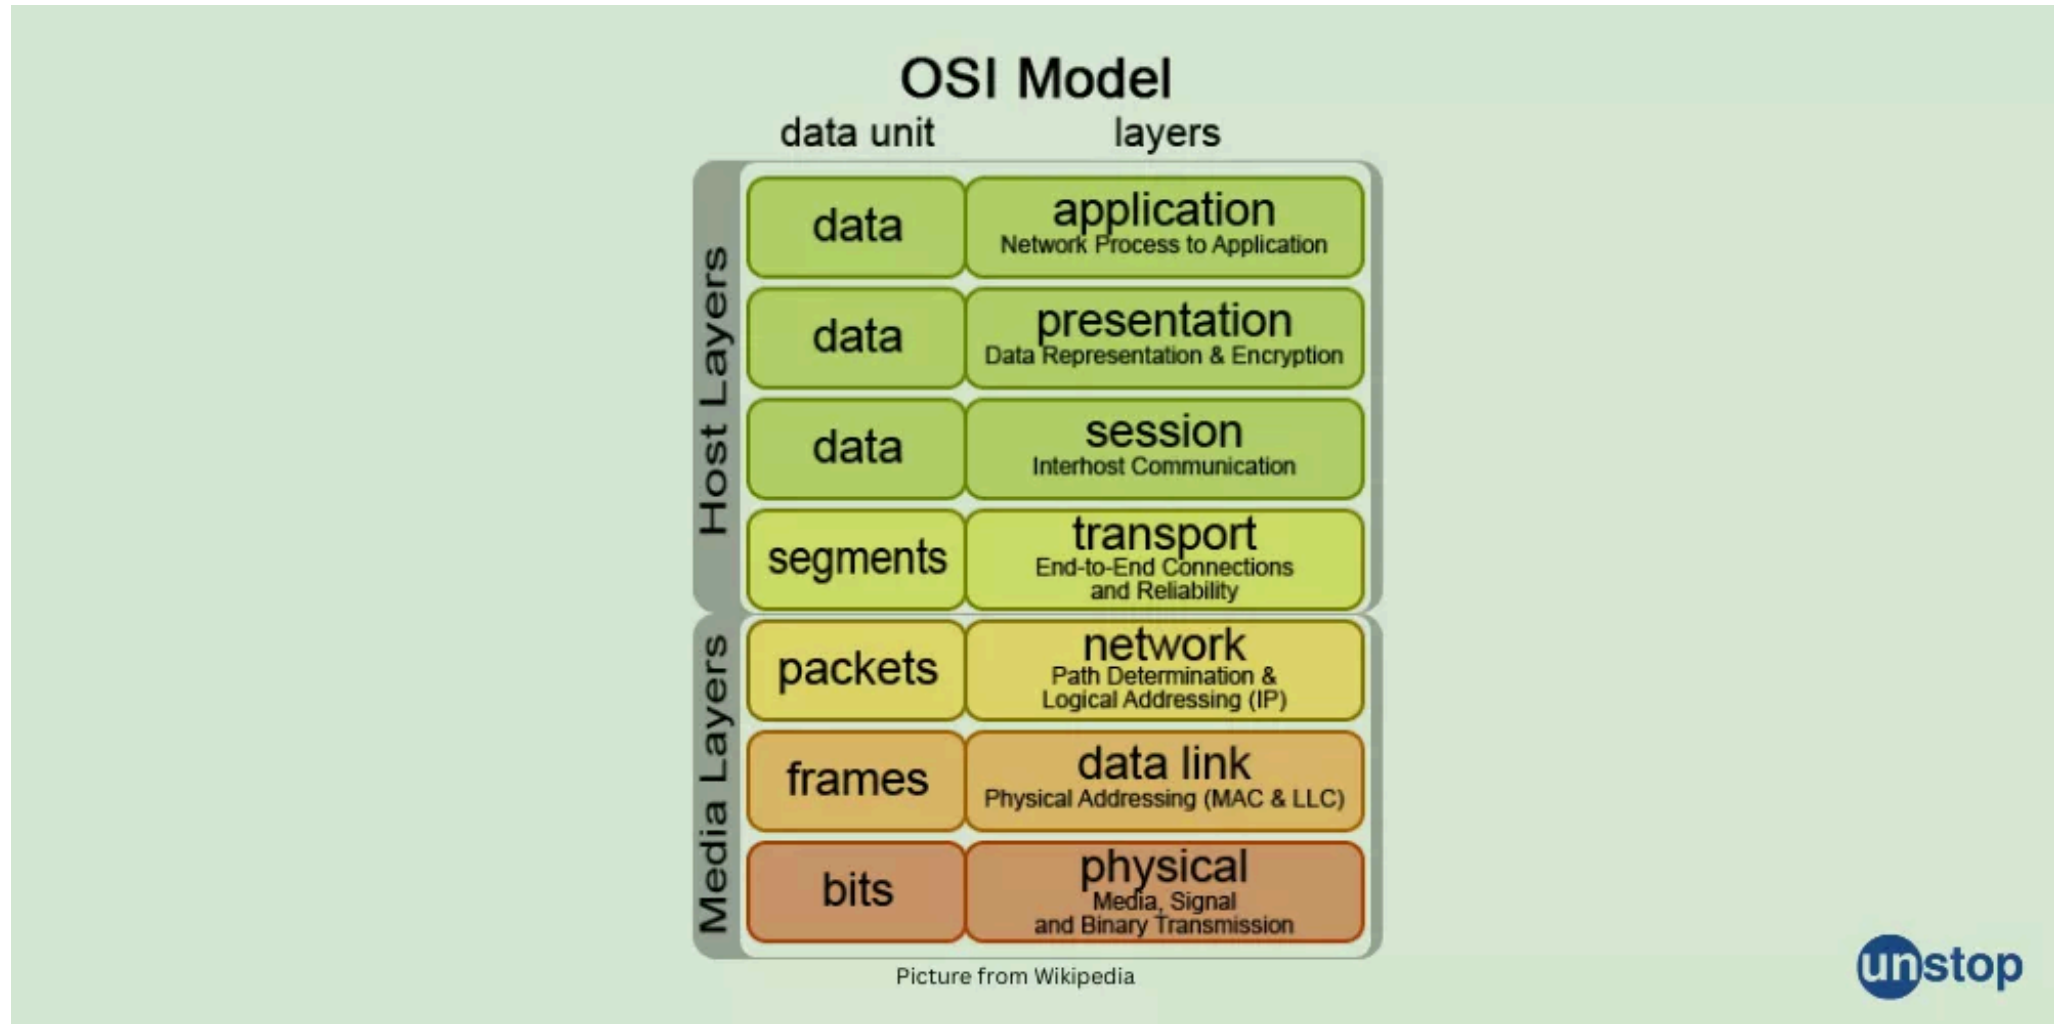 OSI Model
data unit layers
Host Layers
data
application
Network Process to Application
data
presentation
Data Representation & Encryption
data
session
Interhost Communication
segments
transport
End-to-End Connections
and Reliability
Media Layers
packets
network
Path Determination &
Logical Addressing (IP)
frames
data link
Physical Addressing (MAC & LLC)
bits
physical
Media, Signal
and Binary Transmission
Picture from Wikipedia
unstop